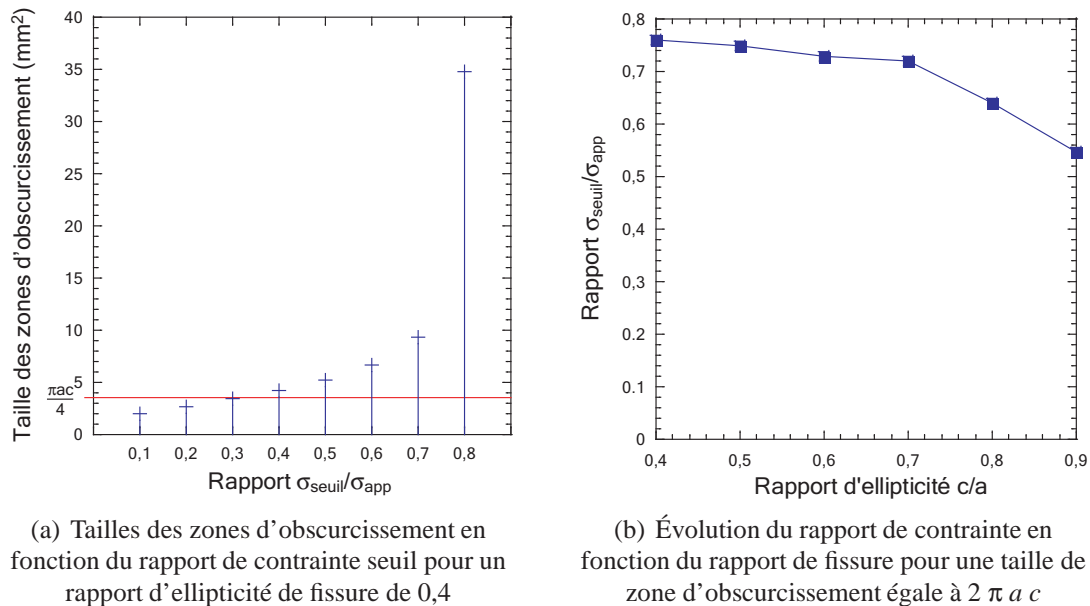 Taille des zones d'obscurcissement (mm²)
40
35
30
25
20
15
10
5
0
πac
4
0,1 0,2 0,3 0,4 0,5 0,6 0,7 0,8
Rapport σseuil/σapp
(a) Tailles des zones d'obscurcissement en
fonction du rapport de contrainte seuil pour un
rapport d'ellipticité de fissure de 0,4
Rapport σseuil/σapp
0,8
0,7
0,6
0,5
0,4
0,3
0.2
0.1
0
0,4 0,5 0,6 0,7 0,8 0,9
Rapport d'ellipticité c/a
(b) Évolution du rapport de contrainte en
fonction du rapport de fissure pour une taille de
zone d'obscurcissement égale à 2 π a c